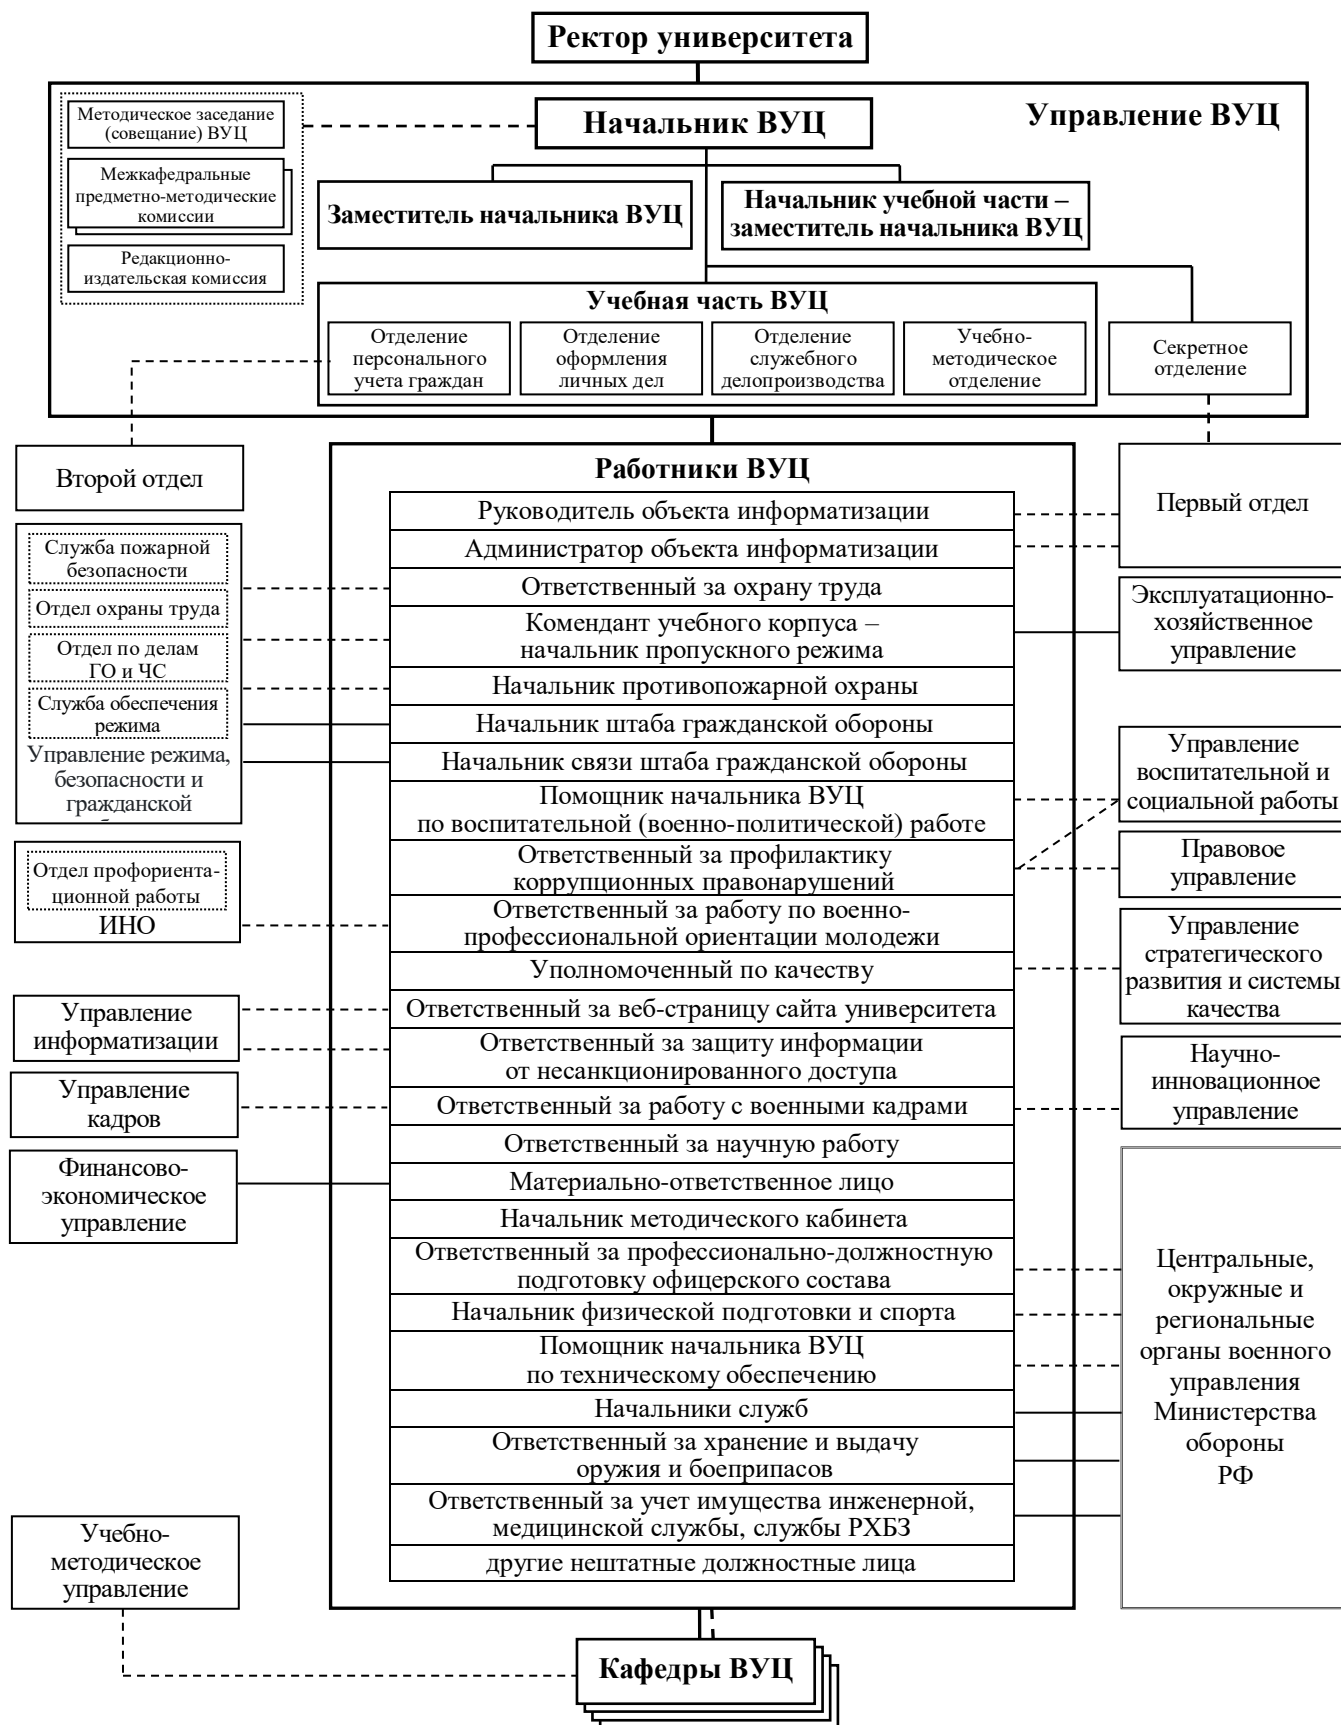 Ректор университета
Управление ВУЦ
Методическое заседание
(совещание) ВУЦ
Межкафедральные
предметно-методические
комиссии
Редакционно-
издательская комиссия
Начальник ВУЦ
Заместитель начальника ВУЦ
Начальник учебной части –
заместитель начальника ВУЦ
Учебная часть ВУЦ
Отделение
персонального
учета граждан
Отделение
оформления
личных дел
Отделение
служебного
делопроизводства
Учебно-
методическое
отделение
Секретное
отделение
Второй отдел
Служба пожарной
безопасности
Отдел охраны труда
Отдел по делам
ГО и ЧС
Служба обеспечения
режима
Управление режима,
безопасности и
гражданской
Отдел профориента-
ционной работы
ИНО
Управление
информатизации
Управление
кадров
Финансово-
экономическое
управление
Учебно-
методическое
управление
Работники ВУЦ
Руководитель объекта информатизации
Администратор объекта информатизации
Ответственный за охрану труда
Комендант учебного корпуса –
начальник пропускного режима
Начальник противопожарной охраны
Начальник штаба гражданской обороны
Начальник связи штаба гражданской обороны
Помощник начальника ВУЦ
по воспитательной (военно-политической) работе
Ответственный за профилактику
коррупционных правонарушений
Ответственный за работу по военно-
профессиональной ориентации молодежи
Уполномоченный по качеству
Ответственный за веб-страницу сайта университета
Ответственный за защиту информации
от несанкционированного доступа
Ответственный за работу с военными кадрами
Ответственный за научную работу
Материально-ответственное лицо
Начальник методического кабинета
Ответственный за профессионально-должностную
подготовку офицерского состава
Начальник физической подготовки и спорта
Помощник начальника ВУЦ
по техническому обеспечению
Начальники служб
Ответственный за хранение и выдачу
оружия и боеприпасов
Ответственный за учет имущества инженерной,
медицинской службы, службы РХБЗ
другие нештатные должностные лица
Первый отдел
Эксплуатационно-
хозяйственное
управление
Управление
воспитательной и
социальной работы
Правовое
управление
Управление
стратегического
развития и системы
качества
Научно-
инновационное
управление
Центральные,
окружные и
региональные
органы военного
управления
Министерства
обороны
РФ
Кафедры ВУЦ